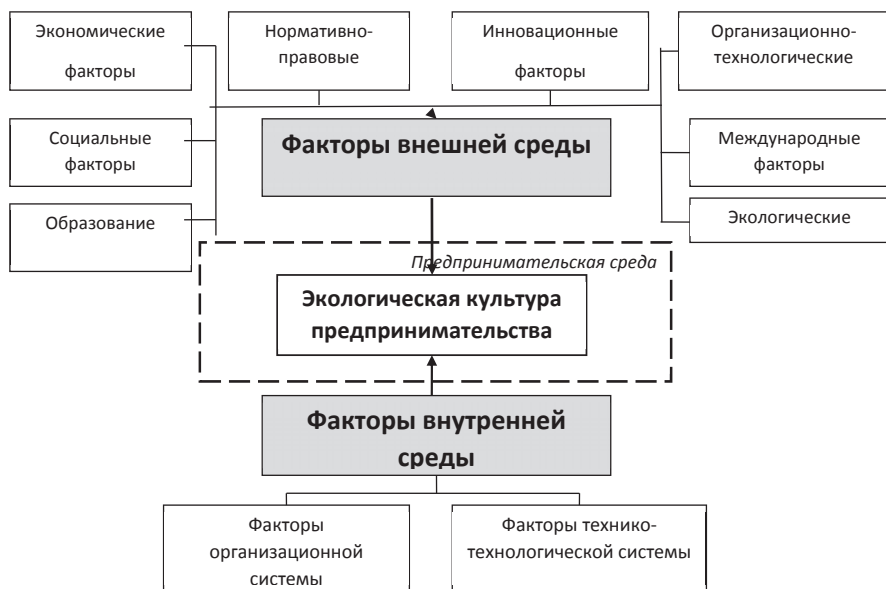 Экономические
факторы
Нормативно-
правовые
Инновационные
факторы
Организационно-
технологические
Социальные
факторы
Факторы внешней среды
Международные
факторы
Образование
Экологические
Предпринимательская среда
Экологическая культура
предпринимательства
Факторы внутренней
среды
Факторы
организационной
системы
Факторы технико-
технологической системы